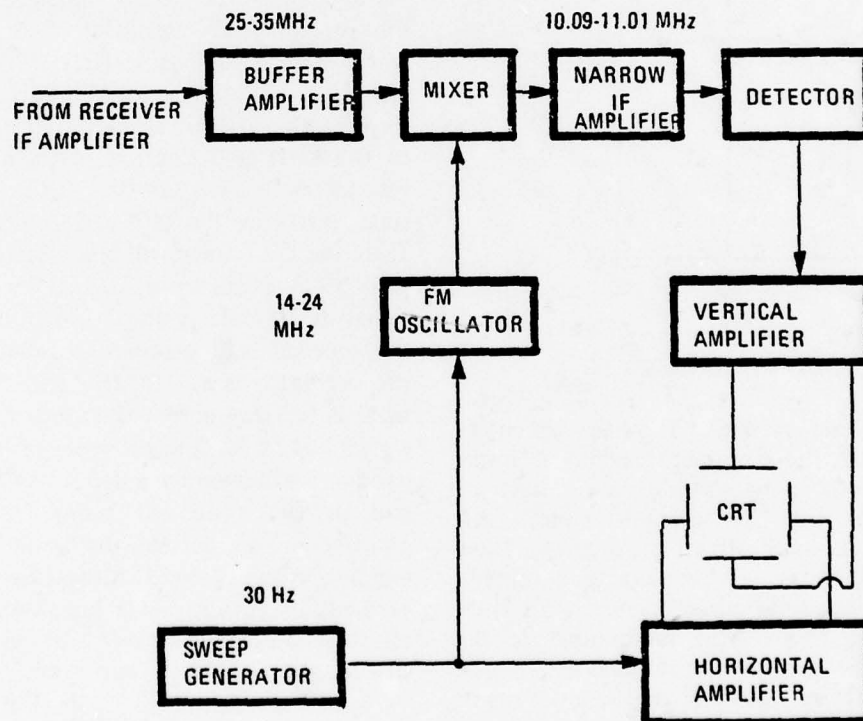 25-35MHz
10.09-11.01 MHz
BUFFER
AMPLIFIER
MIXER
NARROW
IF
AMPLIFIER
DETECTOR
FROM RECEIVER
IF AMPLIFIER
14-24
MHz
FM
OSCILLATOR
VERTICAL
AMPLIFIER
CRT
30 Hz
SWEEP
GENERATOR
HORIZONTAL
AMPLIFIER